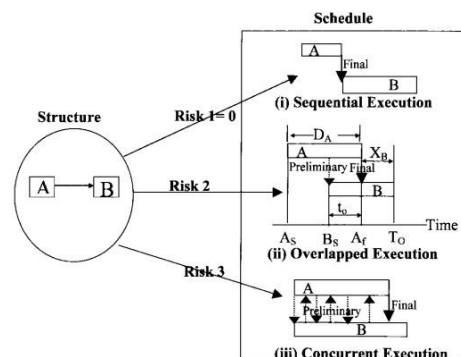 Schedule
A
Final
B
(i) Sequential Execution
Structure
A
B
Risk 1= 0
Risk 2
Risk 3
D_A
A
X_B
Preliminary
Final
B
t_o
Time
A_S
B_S
A_f
T_O
(ii) Overlapped Execution
A
Preliminary
Final
B
(iii) Concurrent Execution